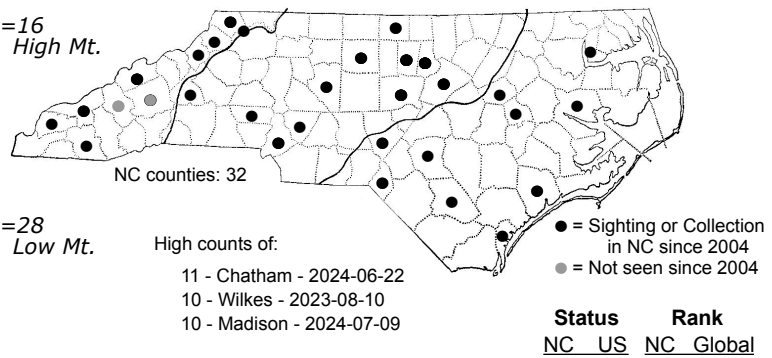 =16
High Mt.
NC counties: 32
=28
Low Mt.
High counts of:
11 - Chatham - 2024-06-22
10 - Wilkes - 2023-08-10
10 - Madison - 2024-07-09
● = Sighting or Collection
in NC since 2004
● = Not seen since 2004
Status Rank
NC US NC Global